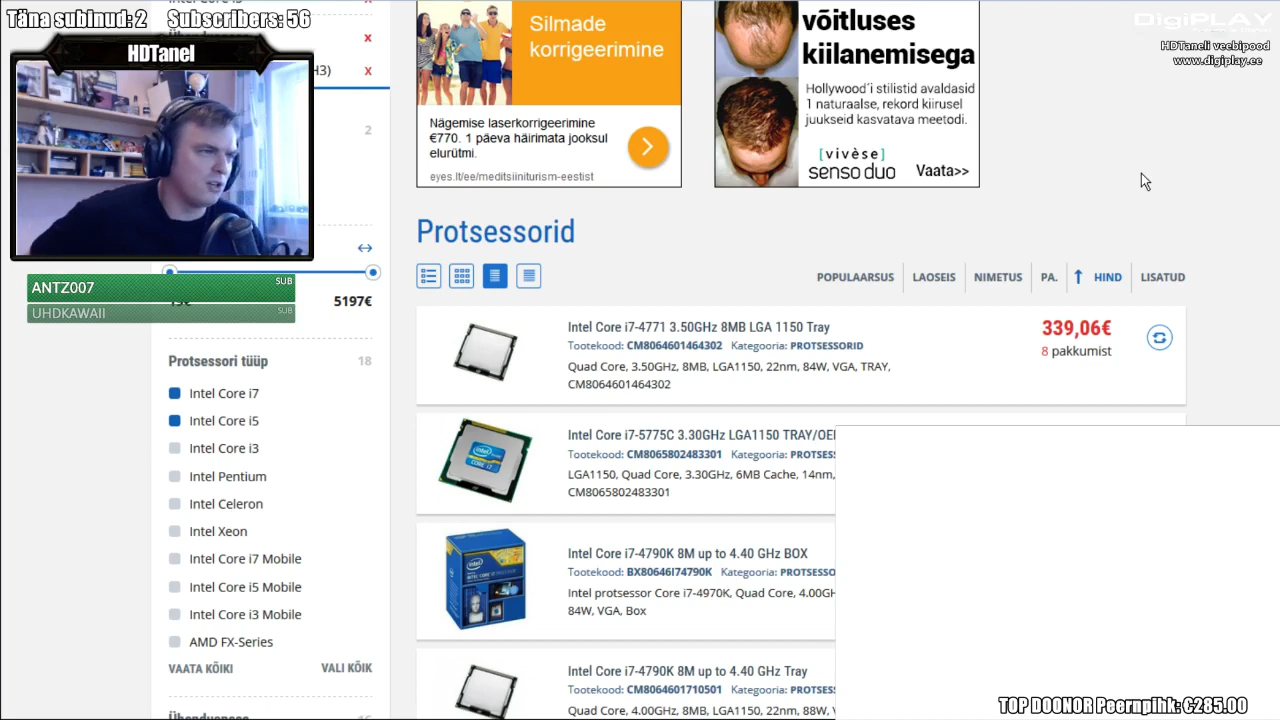 Täna subinud: 2
Subscribers: 56
HDTanel
H3)
x
x
2
ANTZ007
SUB
UHDKAWAII
SUB
5197€
Protsessori tüüp
18
Intel Core i7
Intel Core i5
Intel Core i3
Intel Pentium
Intel Celeron
Intel Xeon
Intel Core i7 Mobile
Intel Core i5 Mobile
Intel Core i3 Mobile
AMD FX-Series
VAATA KÕIKI
VALI KÕIK
Silmade
korrigeerimine
Nägemise laserkorrigeerimine
€770. 1 päeva häirimata jooksul
elurütmi.
eyes.lt/ee/meditsiiniturism-eestist
võitluses
kiilanemisega
Hollywood´i stilistid avaldasid
1 naturaalse, rekord kiirusel
juukseid kasvatava meetodi.
[vivèse]
senso duo
Vaata>>
DigiPLAY
HDTaneli veebipood
www.digiplay.ee
Protsessorid
POPULAARSUS
LAOSEIS
NIMETUS
PA.
HIND
LISATUD
Intel Core i7-4771 3.50GHz 8MB LGA 1150 Tray
Tootekood: CM8064601464302 Kategooria: PROTSESSORID
Quad Core, 3.50GHz, 8MB, LGA1150, 22nm, 84W, VGA, TRAY,
CM8064601464302
339,06€
8 pakkumist
Intel Core i7-5775C 3.30GHz LGA1150 TRAY/OEI
Tootekood: CM8065802483301 Kategooria: PROTSES
LGA1150, Quad Core, 3.30GHz, 6MB Cache, 14nm,
CM8065802483301
Intel Core i7-4790K 8M up to 4.40 GHz BOX
Tootekood: BX80646I74790K Kategooria: PROTSESSO
Intel protsessor Core i7-4970K, Quad Core, 4.00GH
84W, VGA, Box
Intel Core i7-4790K 8M up to 4.40 GHz Tray
Tootekood: CM8064601710501 Kategooria: PROTSES
Quad Core, 4.00GHz, 8MB, LGA1150, 22nm, 88W, V
TOP DOONOR Peernpihk: €285.00